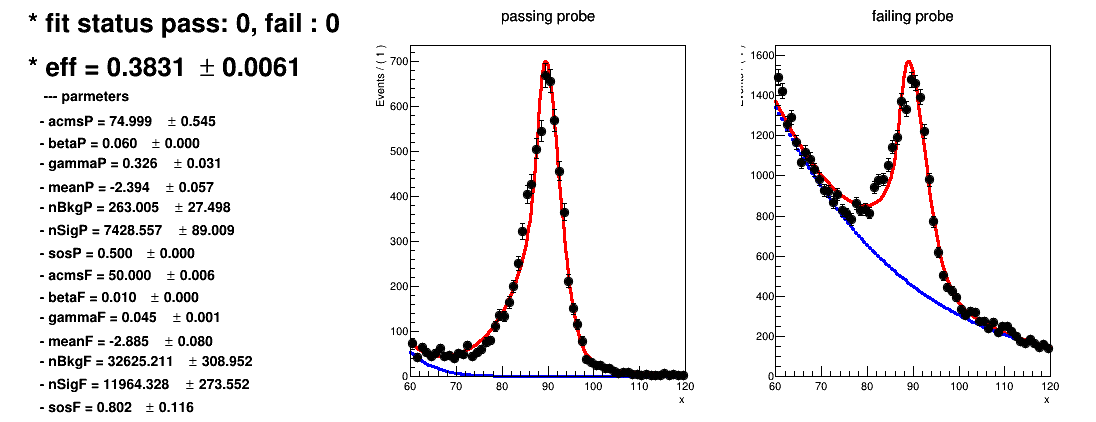 * fit status pass: 0, fail : 0
* eff = 0.3831 ± 0.0061
--- parmeters
- acmsP = 74.999 ± 0.545
- betaP = 0.060 ± 0.000
- gammaP = 0.326 ± 0.031
- meanP = -2.394 ± 0.057
- nBkgP = 263.005 ± 27.498
- nSigP = 7428.557 ± 89.009
- sosP = 0.500 ± 0.000
- acmsF = 50.000 ± 0.006
- betaF = 0.010 ± 0.000
- gammaF = 0.045 ± 0.001
- meanF = -2.885 ± 0.080
- nBkgF = 32625.211 ± 308.952
- nSigF = 11964.328 ± 273.552
- sosF = 0.802 ± 0.116
passing probe
Events / ( 1 )
700
600
500
400
300
200
100
0
60 70 80 90 100 110 120
x
failing probe
1600
1400
1200
1000
800
600
400
200
0
60 70 80 90 100 110 120
x